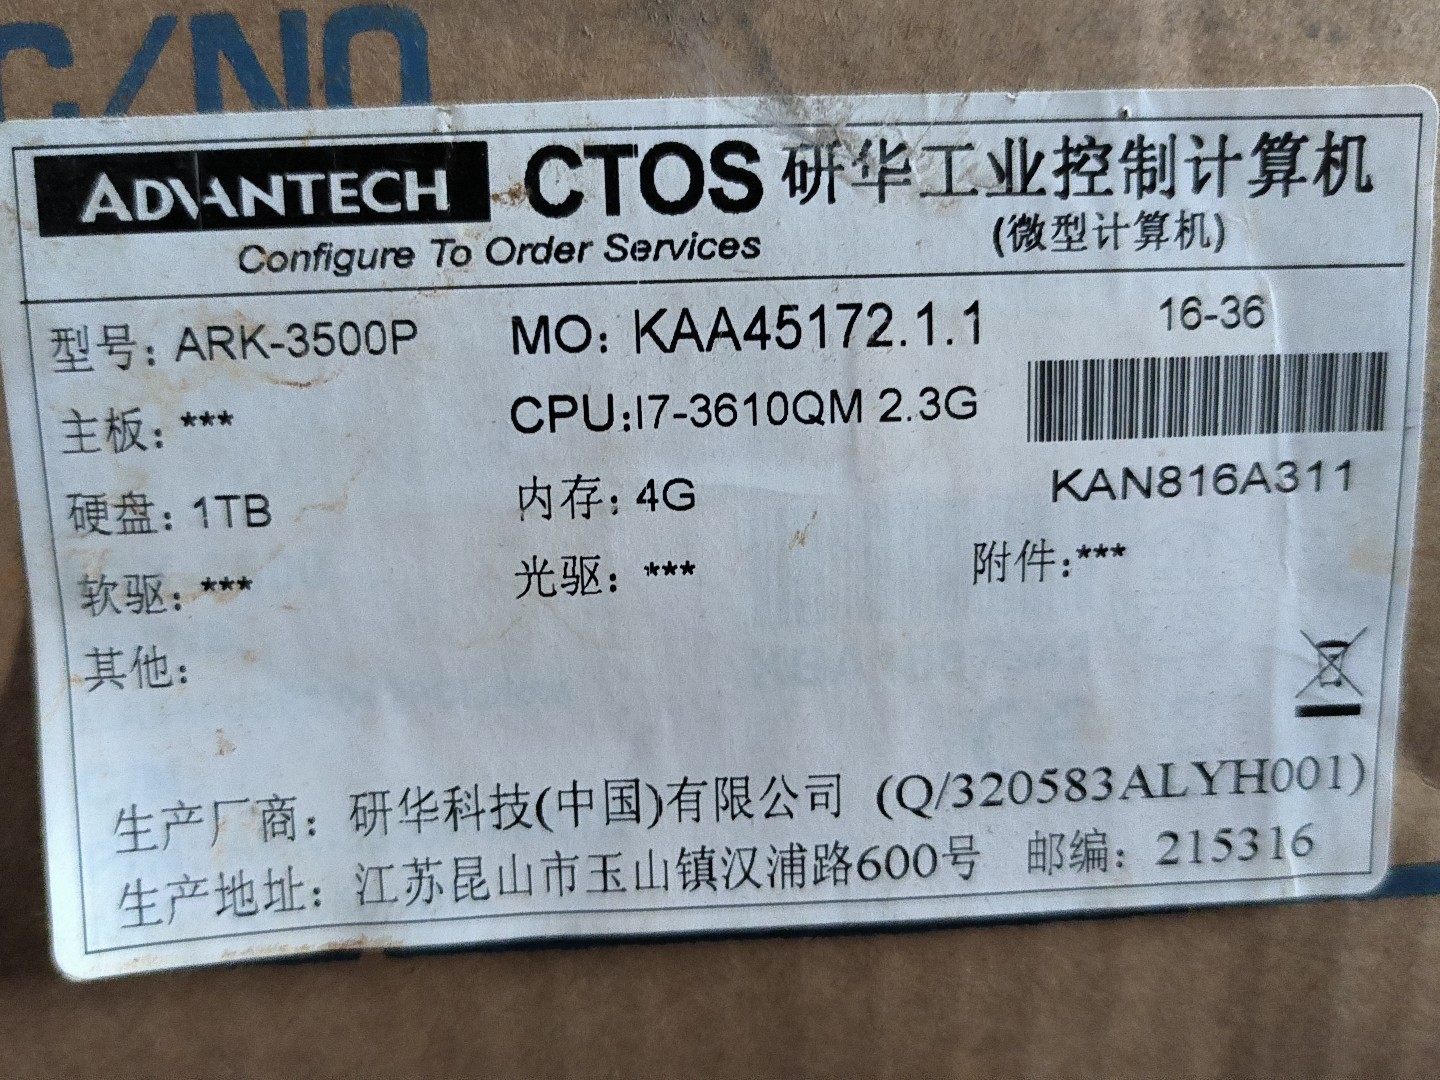 C/NO
ADVANTECH CTOS 研华工业控制计算机
Configure To Order Services (微型计算机)
型号: ARK-3500P MO: KAA45172.1.1 16-36
主板: *** CPU:I7-3610QM 2.3G
硬盘: 1TB 内存: 4G KAN816A311
软驱: *** 光驱: *** 附件:***
其他:
生产厂商: 研华科技(中国)有限公司 (Q/320583ALYH001)
生产地址: 江苏昆山市玉山镇汉浦路600号 邮编: 215316